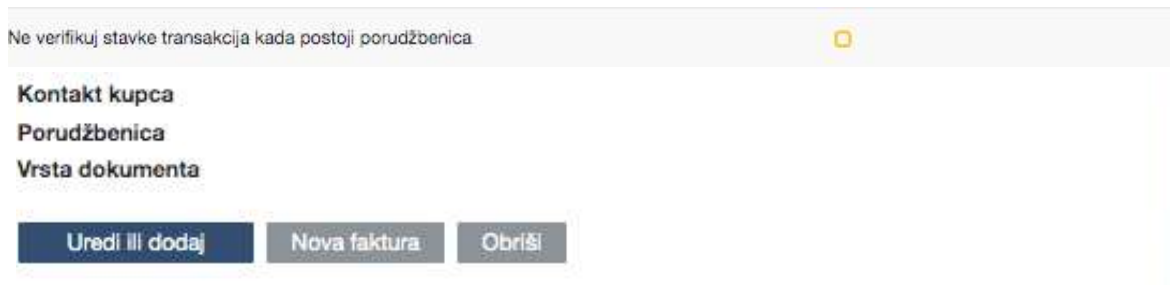 Ne verifikuj stavke transakcija kada postoji porudžbenica
Kontakt kupca
Porudžbenica
Vrsta dokumenta
Uredi ili dodaj Nova faktura Obriši